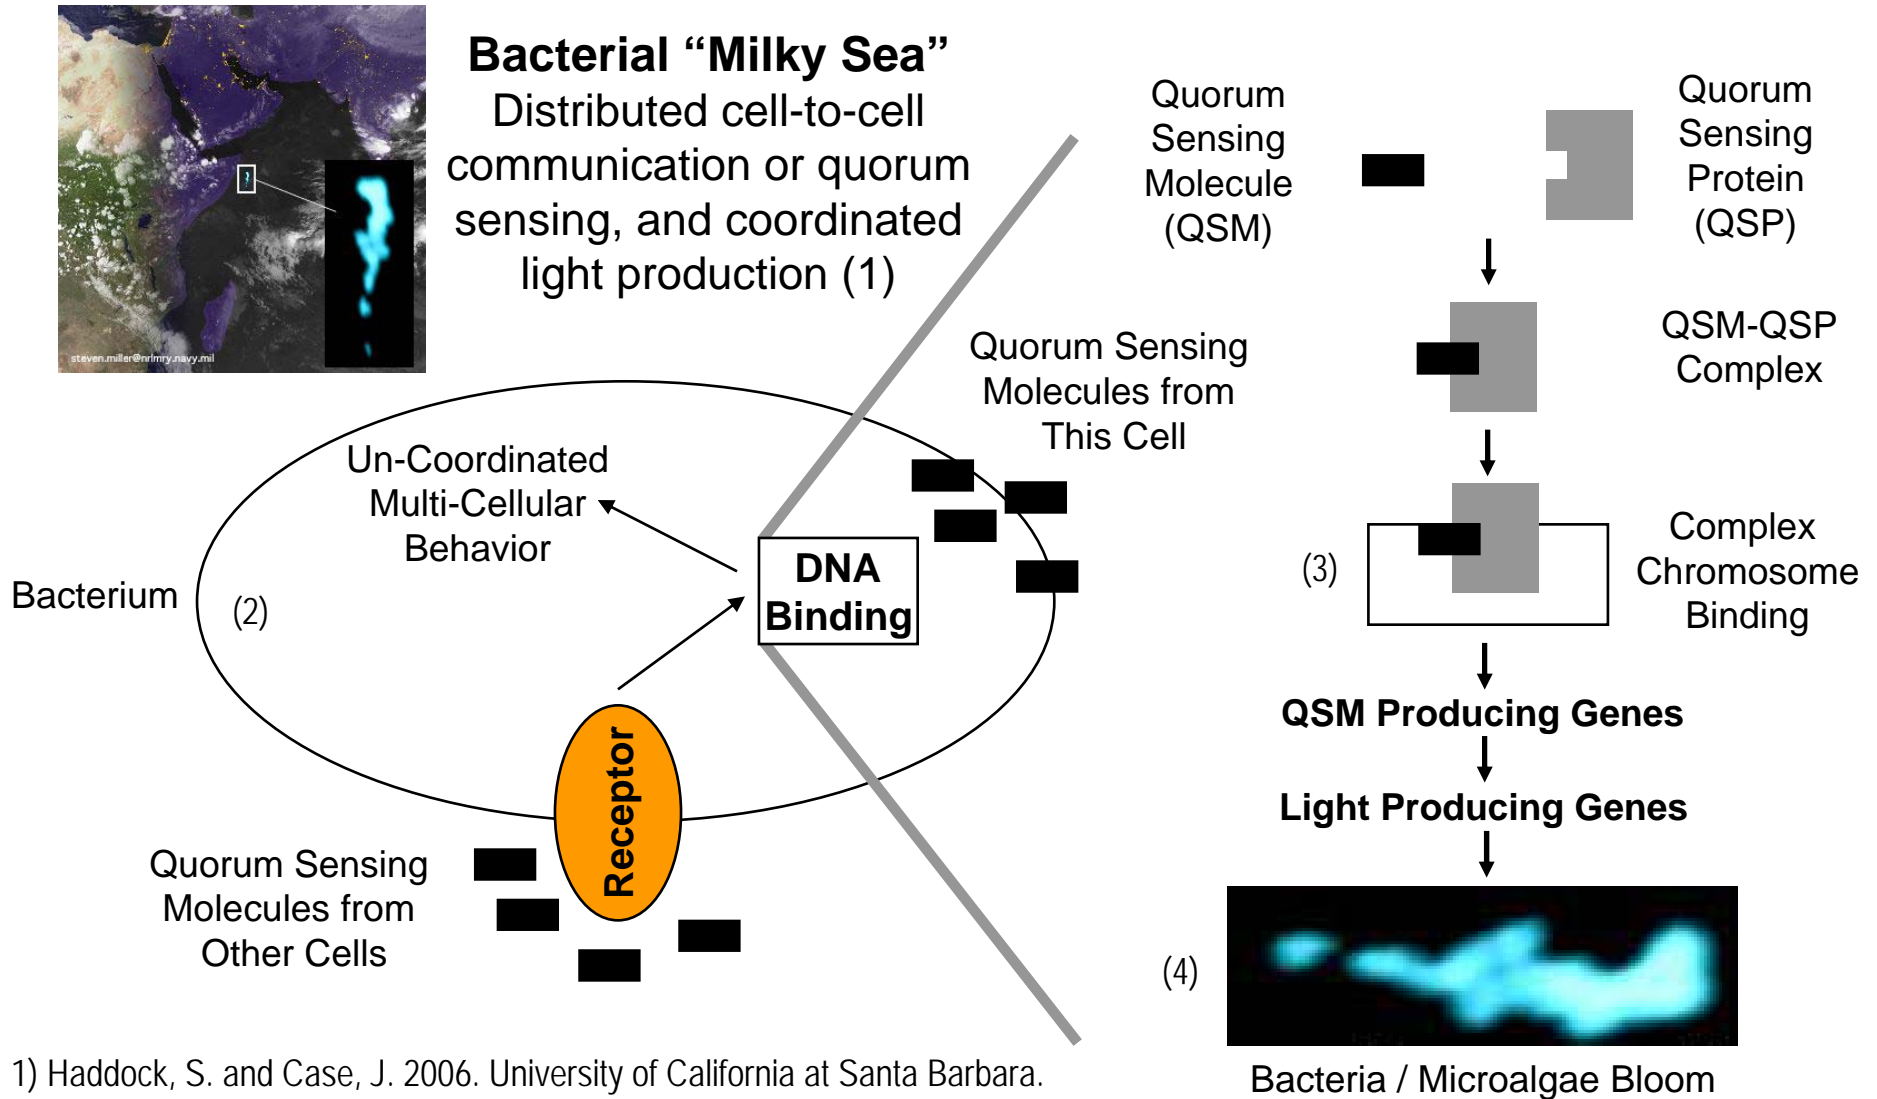 Bacterial “Milky Sea”
Distributed cell-to-cell
communication or quorum
sensing, and coordinated
light production (1)
steven.miller@nrlmry.navy.mil
Quorum
Sensing
Molecule
(QSM)
Quorum
Sensing
Protein
(QSP)
QSM-QSP
Complex
Quorum Sensing
Molecules from
This Cell
Un-Coordinated
Multi-Cellular
Behavior
DNA
Binding
Bacterium
(2)
Receptor
Quorum Sensing
Molecules from
Other Cells
(3)
Complex
Chromosome
Binding
QSM Producing Genes
Light Producing Genes
(4)
Bacteria / Microalgae Bloom
1) Haddock, S. and Case, J. 2006. University of California at Santa Barbara.